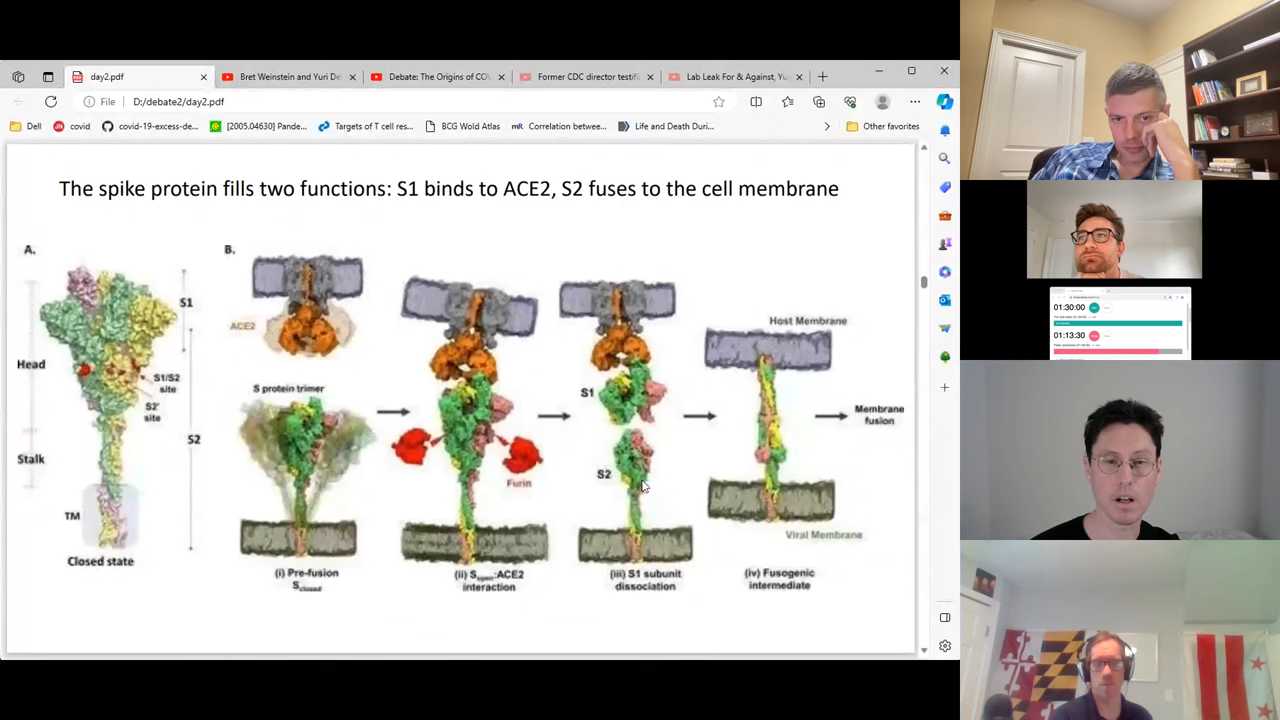 day2.pdf
Bret Weinstein and Yuri De
Debate: The Origins of CO
Former CDC director testif
Lab Leak For & Against, Yu
File
D:/debate2/day2.pdf
Dell
covid
covid-19-excess-de...
[2005.04630] Pande...
Targets of T cell res...
BCG Wold Atlas
mR Correlation betwee...
Life and Death Duri...
Other favorites
The spike protein fills two functions: S1 binds to ACE2, S2 fuses to the cell membrane
A.
B.
S1
Head
S1/S2
site
S2'
site
S2
Stalk
TM
Closed state
ACE2
S protein trimer
Furin
S1
S2
Host Membrane
Viral Membrane
Membrane
fusion
(i) Pre-fusion
Sclosed
(ii) Sopen:ACE2
interaction
(iii) S1 subunit
dissociation
(iv) Fusogenic
intermediate
01:30:00
01:13:30